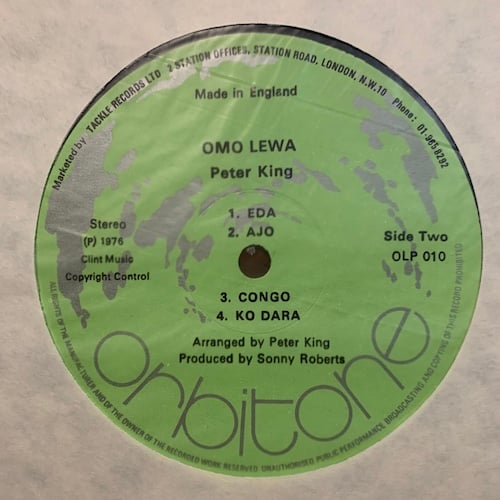 Marketed by TACKLE RECORDS LTD 2 STATION OFFICES, STATION ROAD, LONDON, N.W.10 Phone: 01-965 8292
Made in England
OMO LEWA
Peter King
1. EDA
2. AJO
Stereo
(P) 1976
Clint Music
Copyright Control
Side Two
OLP 010
3. CONGO
4. KO DARA
Arranged by Peter King
Produced by Sonny Roberts
orbitone
ALL RIGHTS OF THE MANUFACTURER AND OF THE OWNER OF THE RECORDED WORK RESERVED UNAUTHORISED PUBLIC PERFORMANCE BROADCASTING AND COPYING OF THIS RECORD PROHIBITED